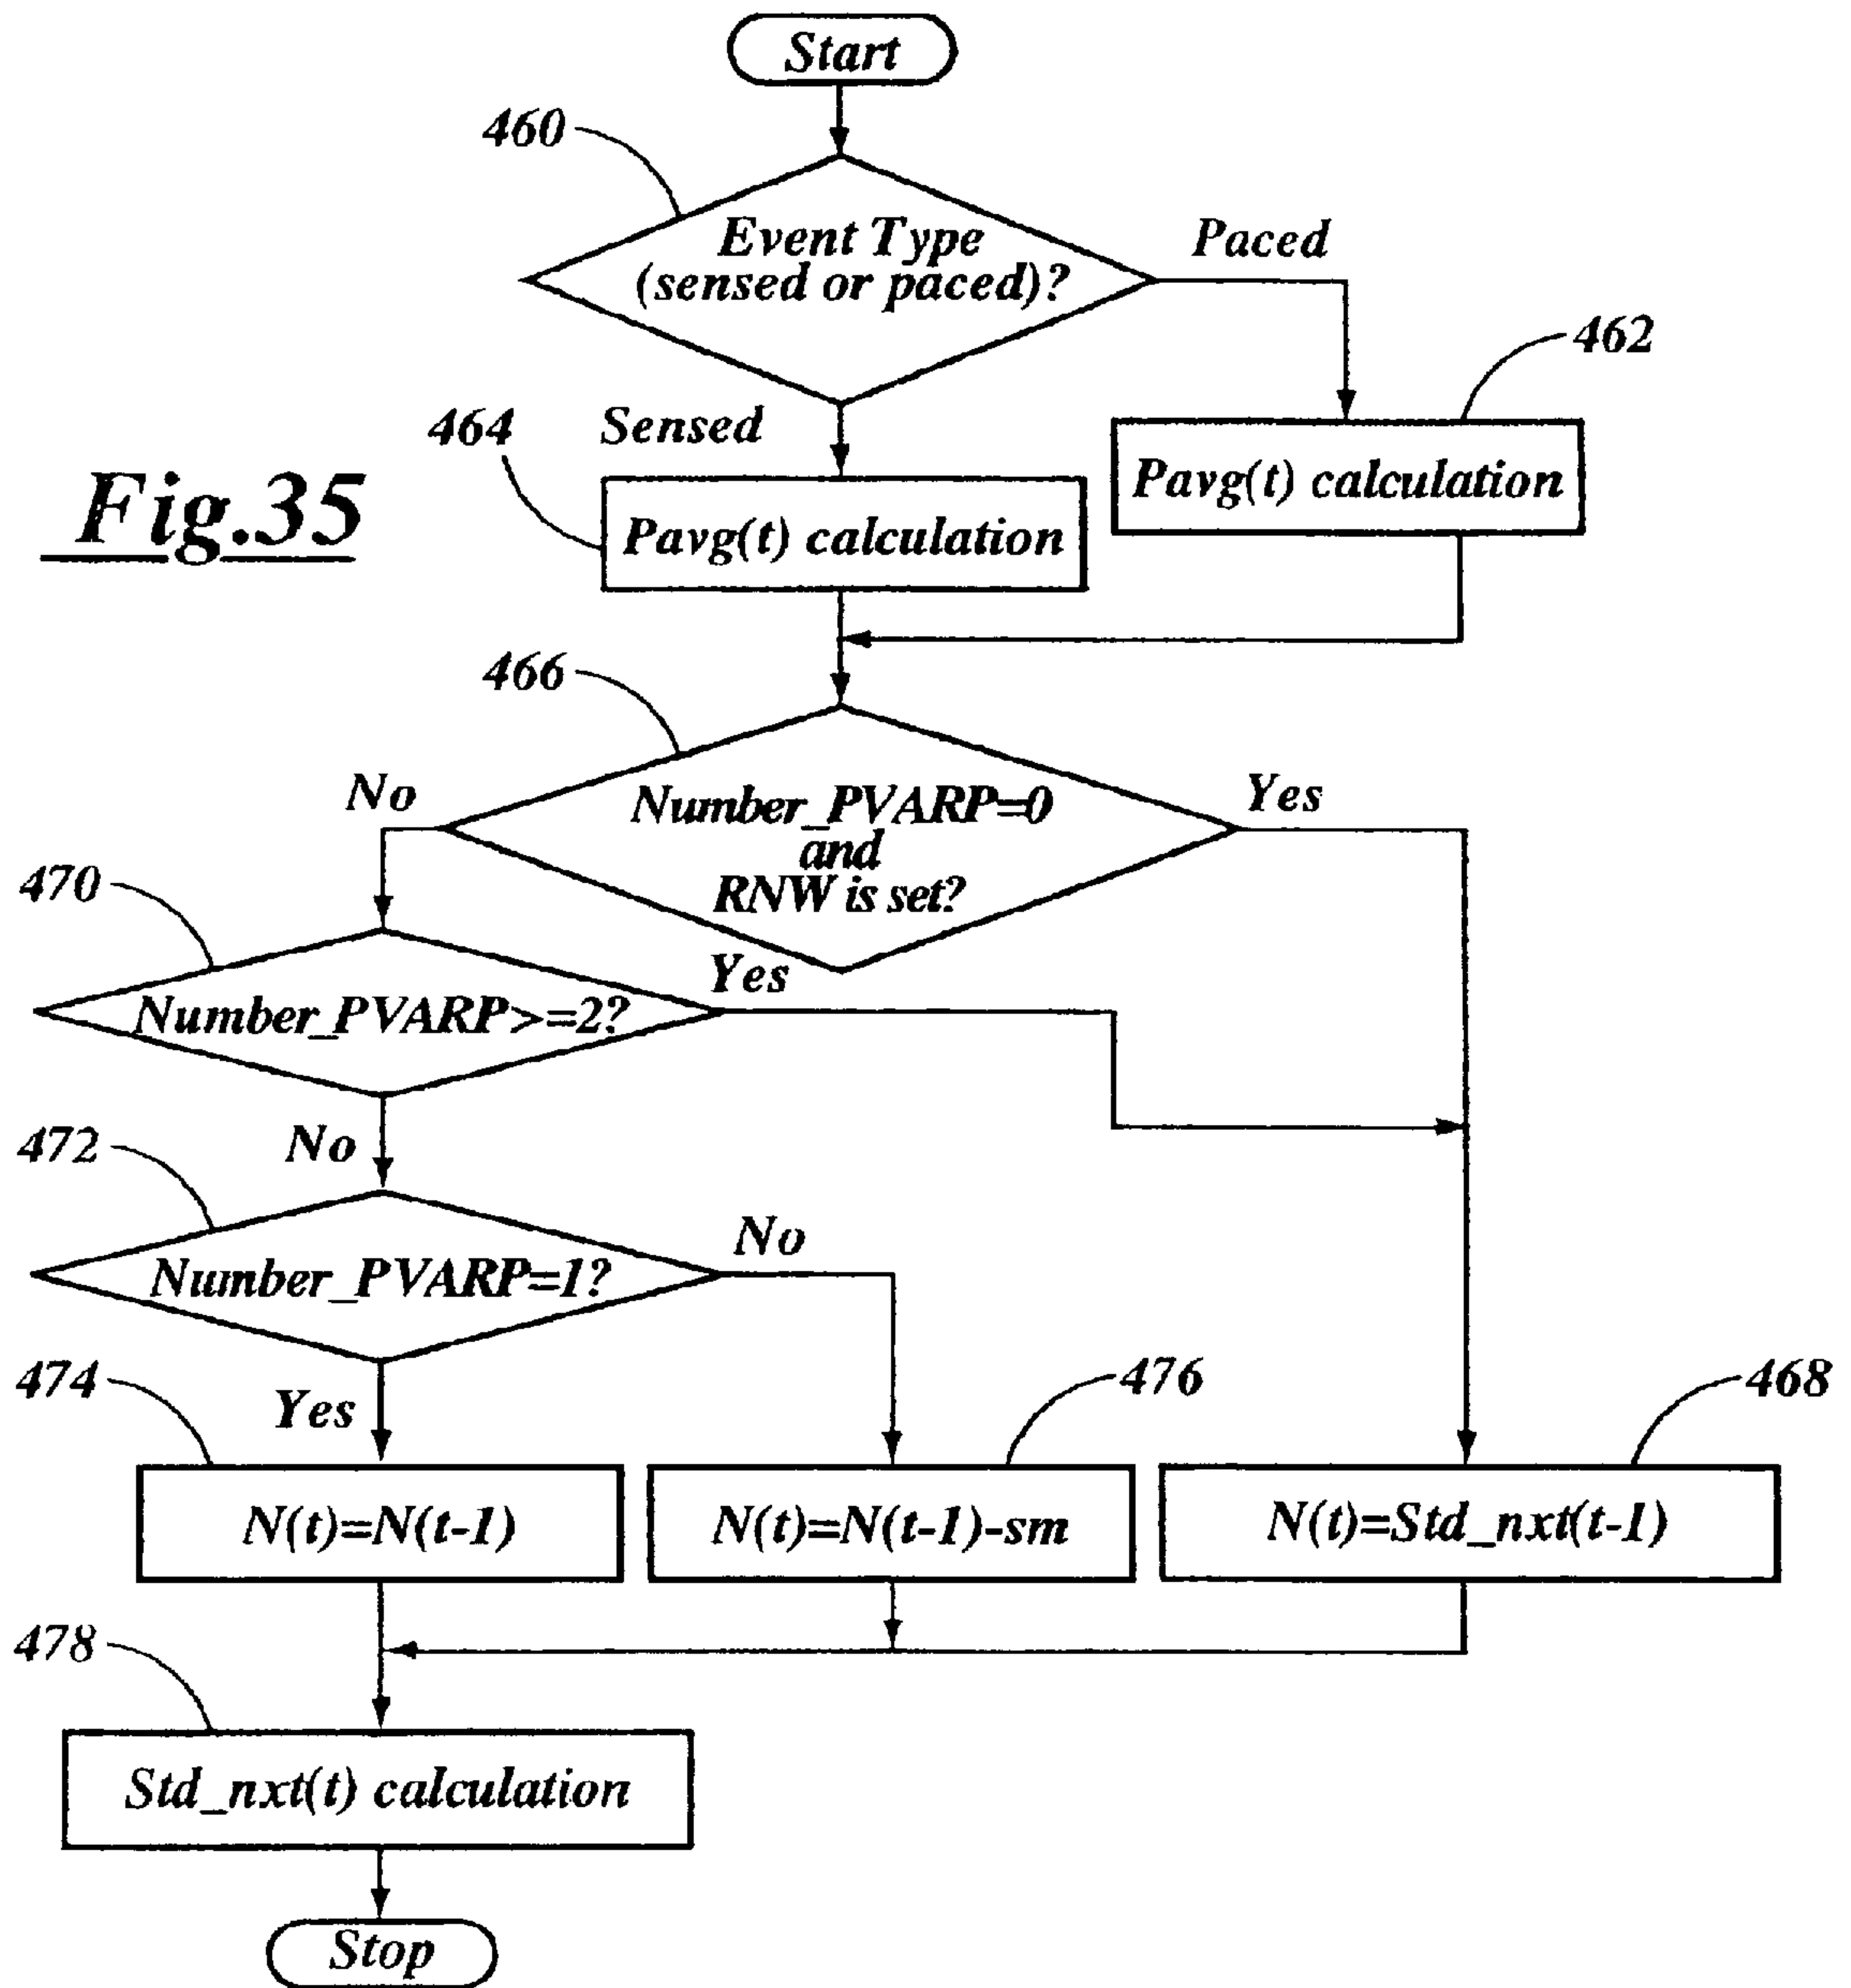 Start
460
Event Type
(sensed or paced)?
Paced
462
464
Sensed
Pavg(t) calculation
Fig.35
Pavg(t) calculation
466
No
Number_PVARP=0
and
RNW is set?
Yes
470
Yes
Number_PVARP>=2?
No
472
No
Number_PVARP=1?
474
Yes
476
468
N(t)=N(t-1)
N(t)=N(t-1)-sm
N(t)=Std_nxt(t-1)
478
Std_nxt(t) calculation
Stop